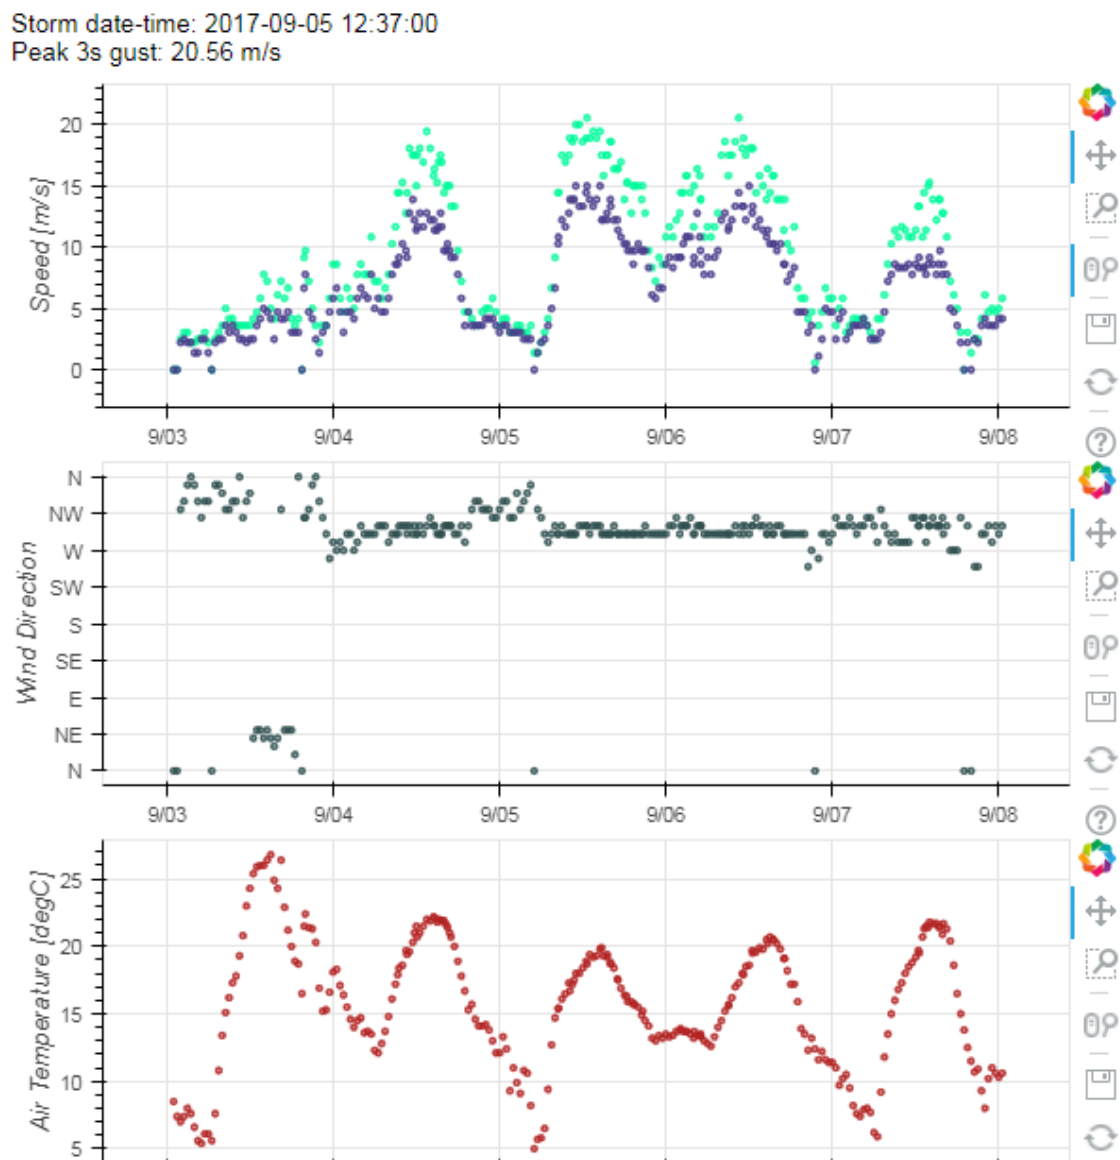 Storm date-time: 2017-09-05 12:37:00
Peak 3s gust: 20.56 m/s
Speed [m/s]
20
15
10
5
0
9/03 9/04 9/05 9/06 9/07 9/08
Wind Direction
N
NW
W
SW
S
SE
E
NE
N
9/03 9/04 9/05 9/06 9/07 9/08
Air Temperature [degC]
25
20
15
10
5